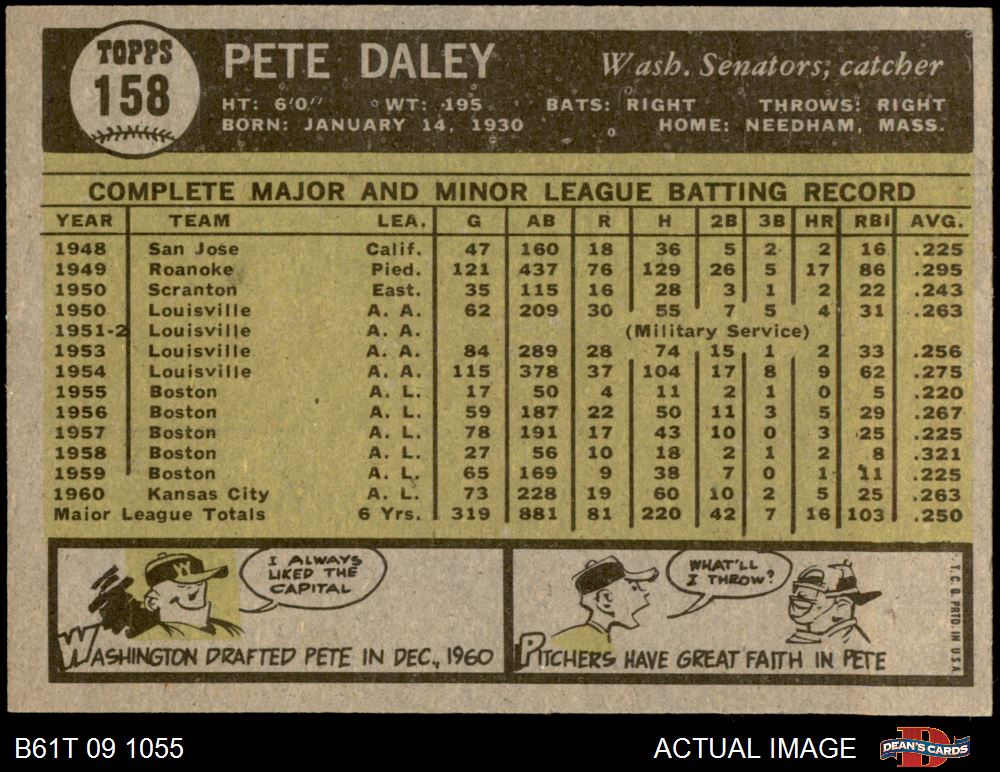 TOPPS
158
PETE DALEY
Wash. Senators, catcher
HT: 6'0" WT: 195 BATS: RIGHT THROWS: RIGHT
BORN: JANUARY 14, 1930 HOME: NEEDHAM, MASS.
COMPLETE MAJOR AND MINOR LEAGUE BATTING RECORD
YEAR TEAM LEA. G AB R H 2B 3B HR RBI AVG.
1948 San Jose Calif. 47 160 18 36 5 2 2 16 .225
1949 Roanoke Pied. 121 437 76 129 26 5 17 86 .295
1950 Scranton East. 35 115 16 28 3 1 2 22 .243
1950 Louisville A. A. 62 209 30 55 7 5 4 31 .263
1951-2 Louisville A. A. (Military Service)
1953 Louisville A. A. 84 289 28 74 15 1 2 33 .256
1954 Louisville A. A. 115 378 37 104 17 8 9 62 .275
1955 Boston A. L. 17 50 4 11 2 1 0 5 .220
1956 Boston A. L. 59 187 22 50 11 3 5 29 .267
1957 Boston A. L. 78 191 17 43 10 0 3 25 .225
1958 Boston A. L. 27 56 10 18 2 1 2 8 .321
1959 Boston A. L. 65 169 9 38 7 0 1 11 .225
1960 Kansas City A. L. 73 228 19 60 10 2 5 25 .263
Major League Totals 6 Yrs. 319 881 81 220 42 7 16 103 .250
W
I ALWAYS
LIKED THE
CAPITAL
WASHINGTON DRAFTED PETE IN DEC., 1960
WHAT'LL
I THROW?
PITCHERS HAVE GREAT FAITH IN PETE
T. C. G. PRTD. IN U.S.A.
B61T 09 1055
ACTUAL IMAGE
D
DEAN'S CARDS